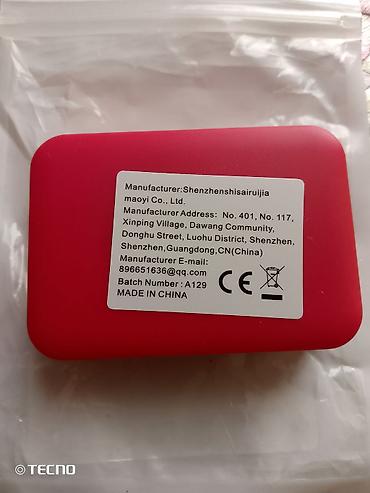 Manufacturer:Shenzhenshisairuijia
maoyi Co., Ltd.
Manufacturer Address: No. 401, No. 117,
Xinping Village, Dawang Community,
Donghu Street, Luohu District, Shenzhen,
Shenzhen,Guangdong,CN(China)
Manufacturer E-mail:
896651636@qq.com
Batch Number : A129
MADE IN CHINA
CE
TECNO